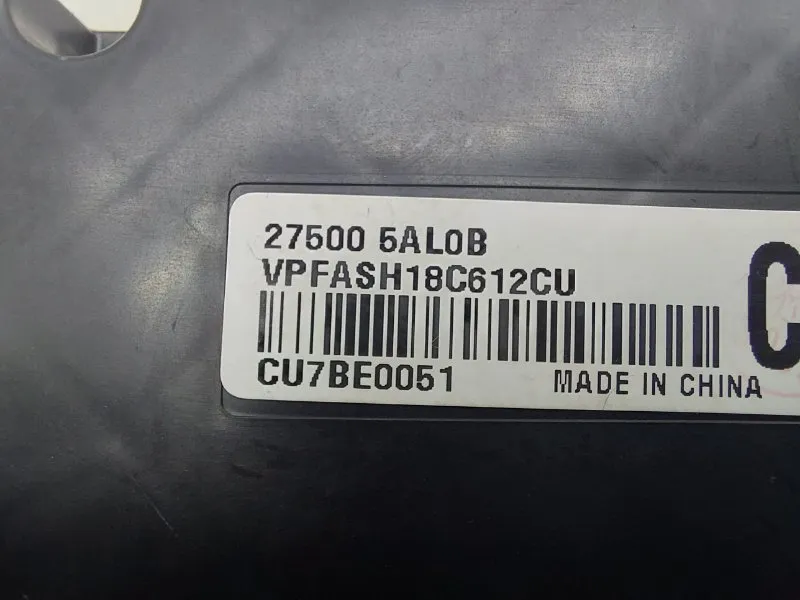 27500 5AL0B
VPFASH18C612CU
CU7BE0051 MADE IN CHINA
C